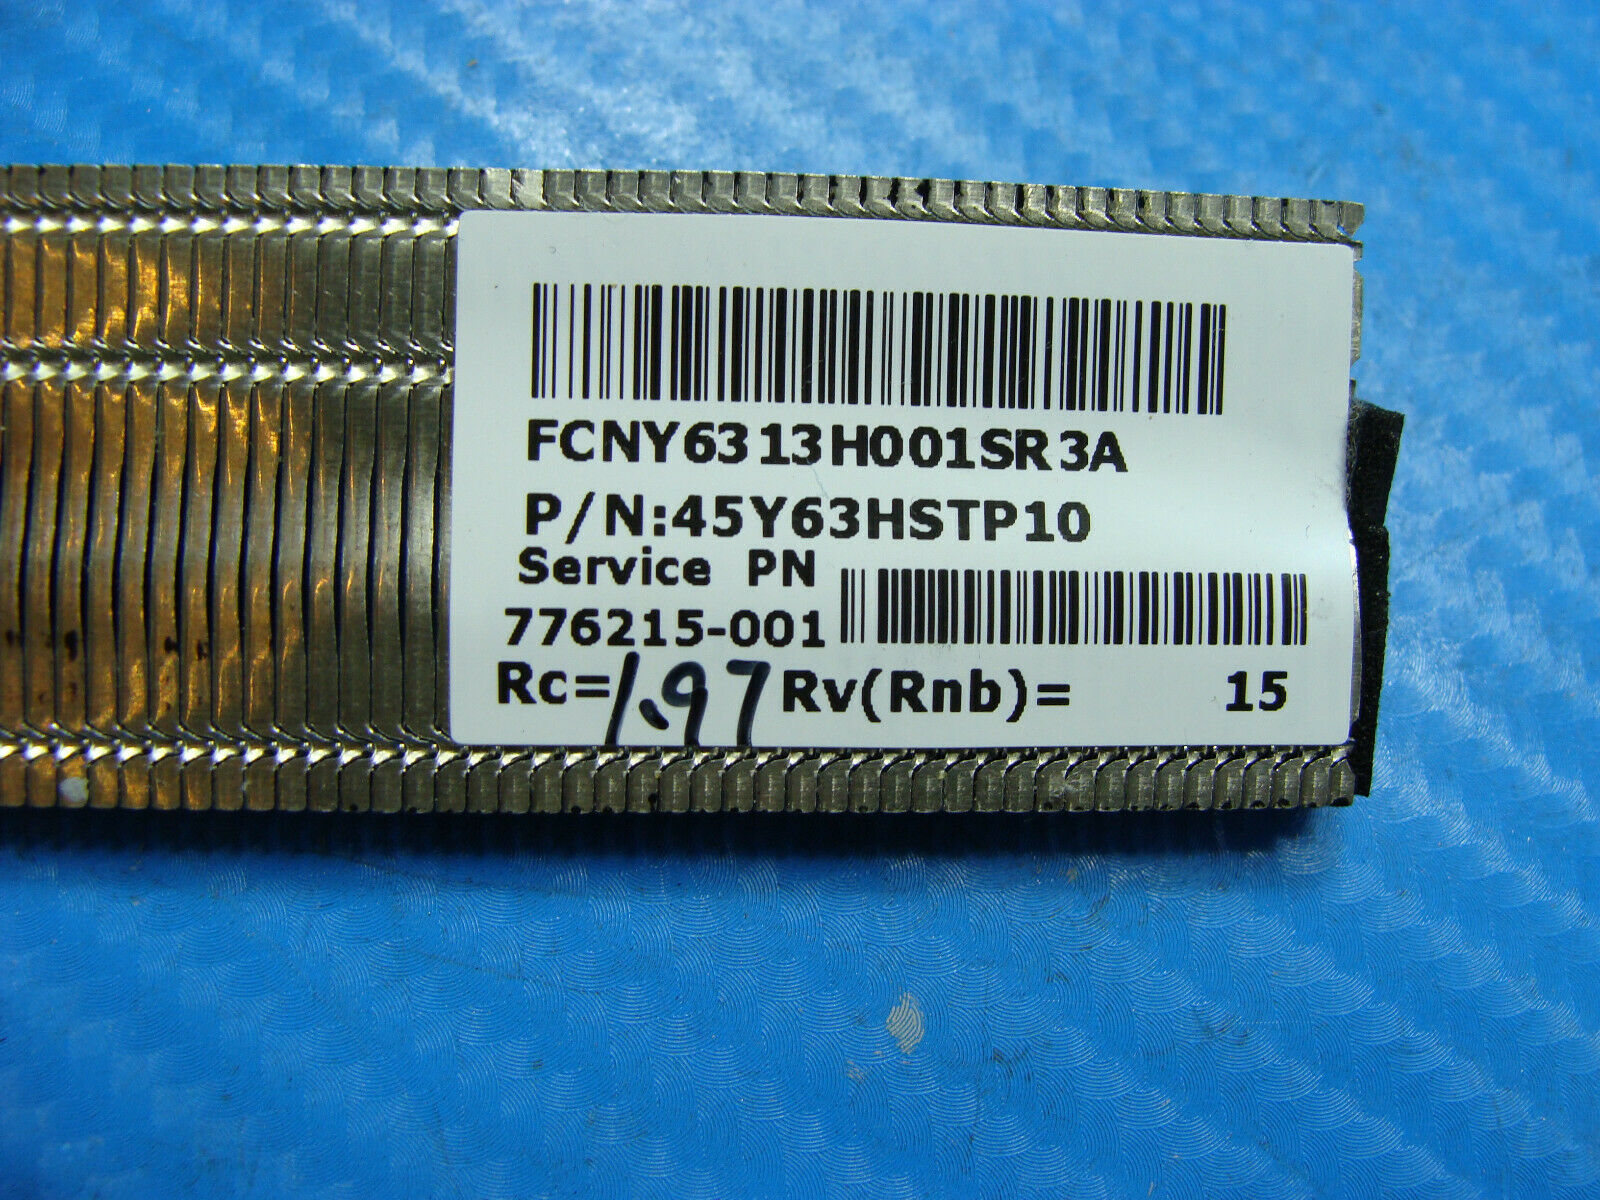 FCNY6313H001SR3A
P/N:45Y63HSTP10
Service PN
776215-001
Rc=1.97 Rv(Rnb)= 15